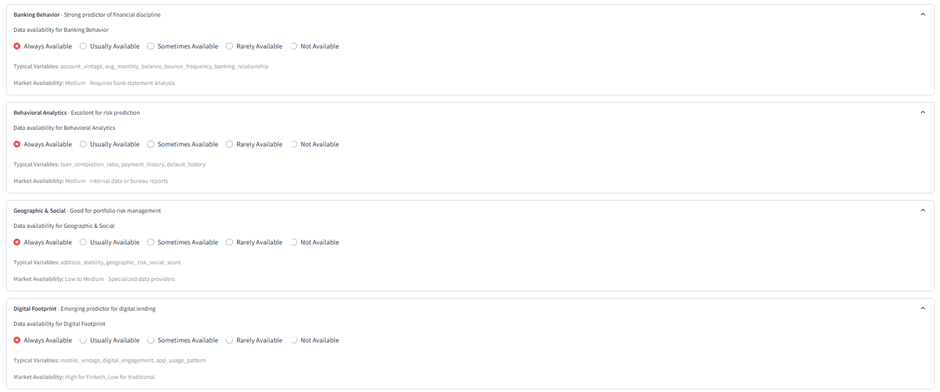 Banking Behavior - Strong predictor of financial discipline
Data availability for Banking Behavior
Always Available Usually Available Sometimes Available Rarely Available Not Available
Typical Variables: account_vintage, avg_monthly_balance, bounce_frequency, banking_relationship
Market Availability: Medium - Requires bank statement analysis
Behavioral Analytics - Excellent for risk prediction
Data availability for Behavioral Analytics
Always Available Usually Available Sometimes Available Rarely Available Not Available
Typical Variables: loan_completion_ratio, payment_history, default_history
Market Availability: Medium - Internal data or bureau reports
Geographic & Social - Good for portfolio risk management
Data availability for Geographic & Social
Always Available Usually Available Sometimes Available Rarely Available Not Available
Typical Variables: address_stability, geographic_risk, social_score
Market Availability: Low to Medium - Specialized data providers
Digital Footprint - Emerging predictor for digital lending
Data availability for Digital Footprint
Always Available Usually Available Sometimes Available Rarely Available Not Available
Typical Variables: mobile_vintage, digital_engagement, app_usage_pattern
Market Availability: High for Fintech, Low for traditional